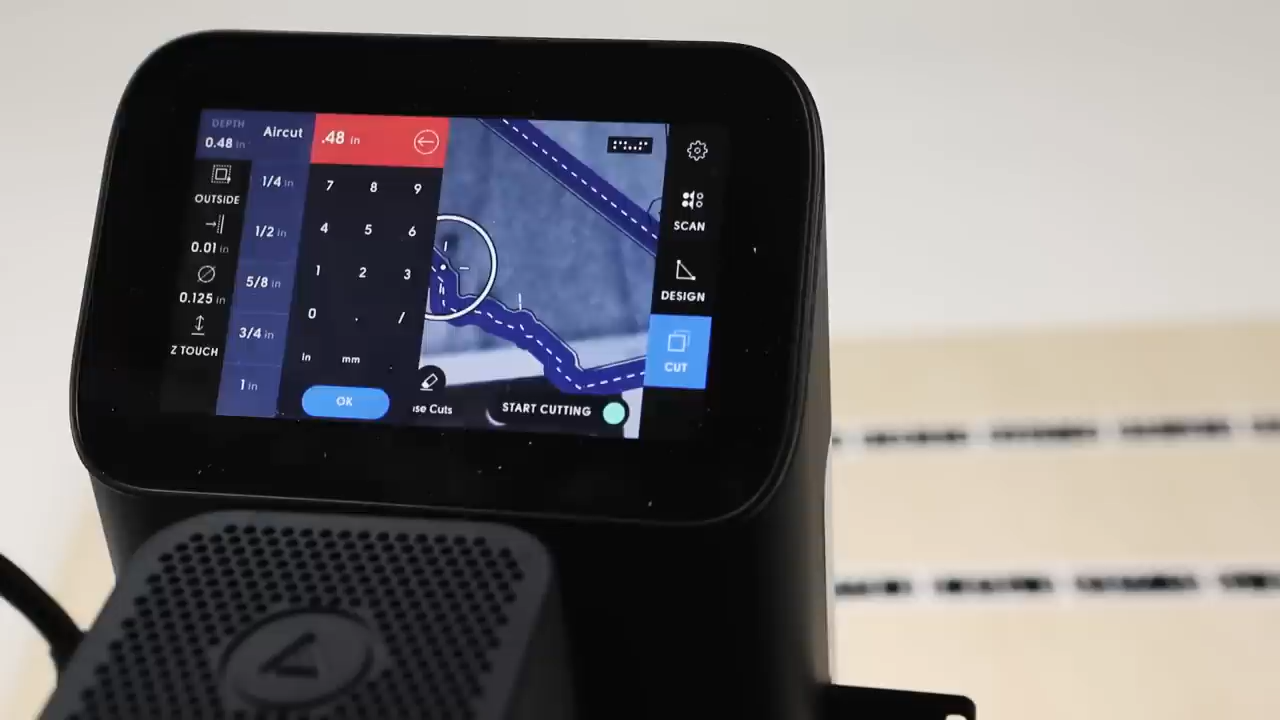 DEPTH
0.48 in
OUTSIDE
0.01 in
0.125 in
Z TOUCH
Aircut
1/4 in
1/2 in
5/8 in
3/4 in
1 in
.48 in
7 8 9
4 5 6
1 2 3
0 . /
in mm
OK
se Cuts
START CUTTING
SCAN
DESIGN
CUT